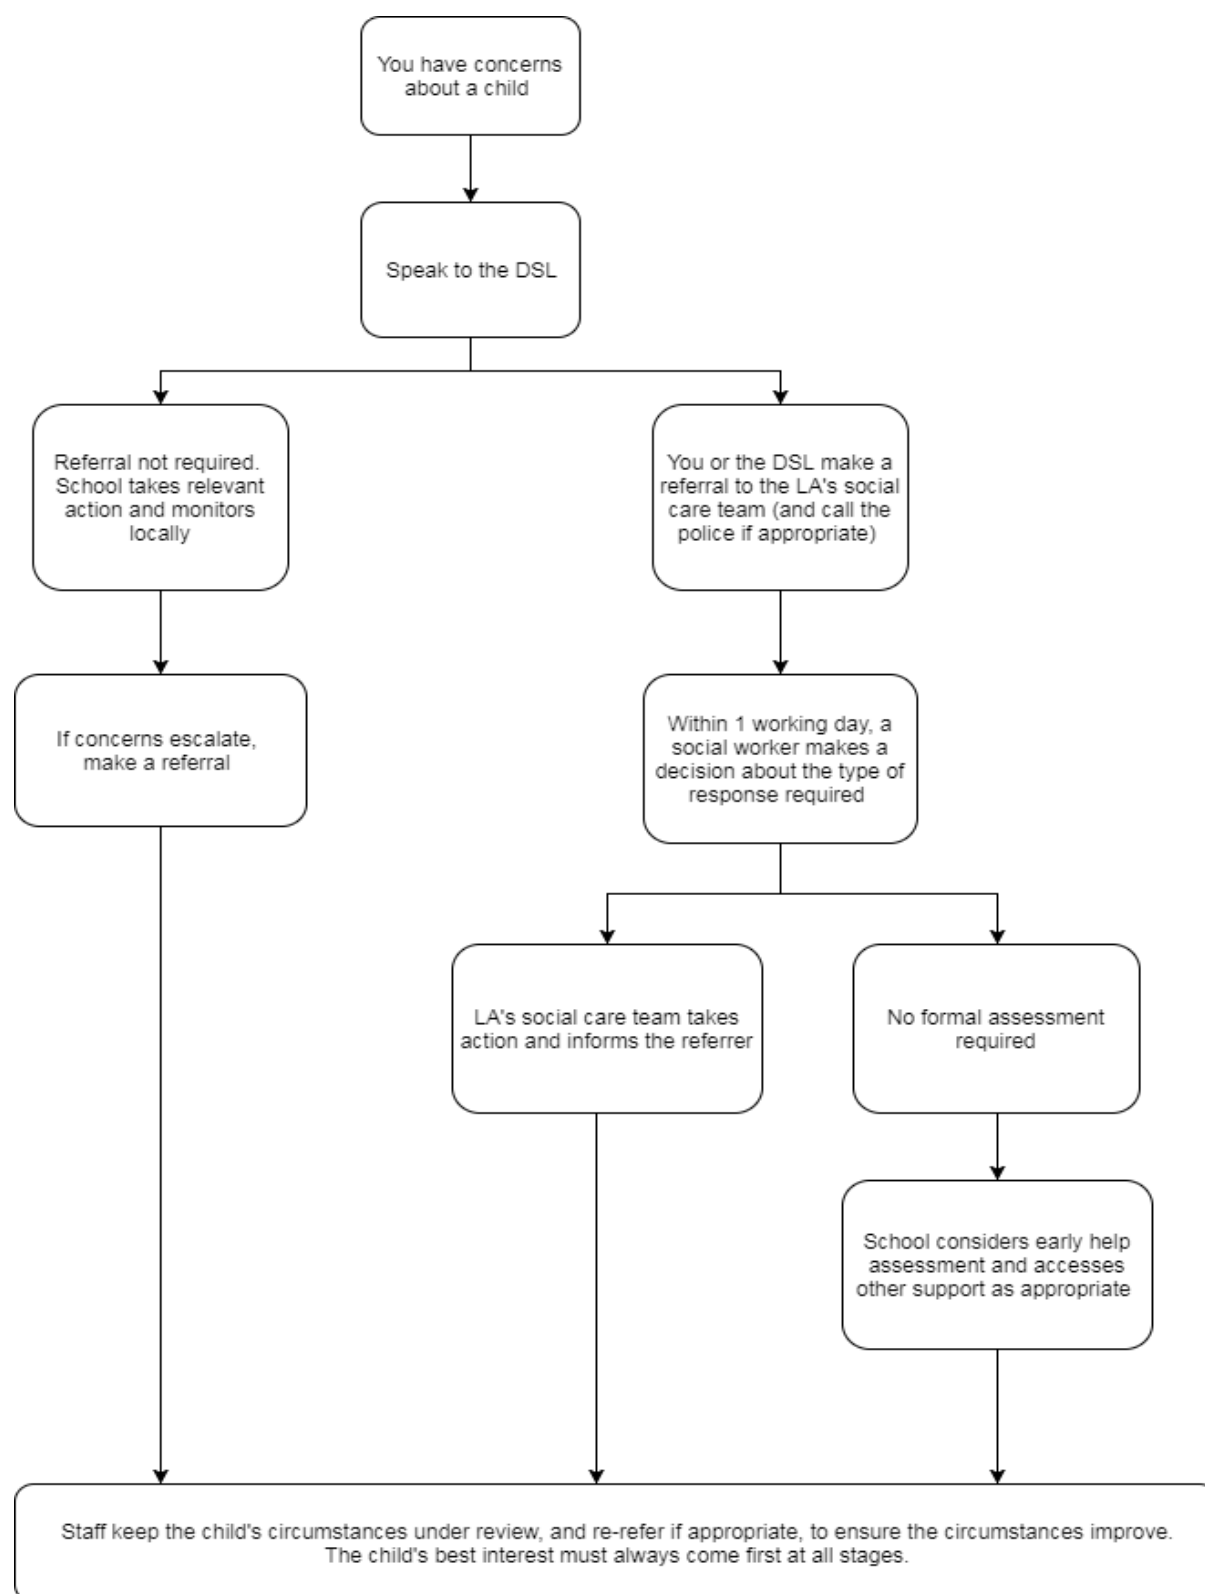 You have concerns
about a child
Speak to the DSL
Referral not required.
School takes relevant
action and monitors
locally
You or the DSL make a
referral to the LA's social
care team (and call the
police if appropriate)
If concerns escalate,
make a referral
Within 1 working day, a
social worker makes a
decision about the type of
response required
LA's social care team takes
action and informs the referrer
No formal assessment
required
School considers early help
assessment and accesses
other support as appropriate
Staff keep the child's circumstances under review, and re-refer if appropriate, to ensure the circumstances improve.
The child's best interest must always come first at all stages.